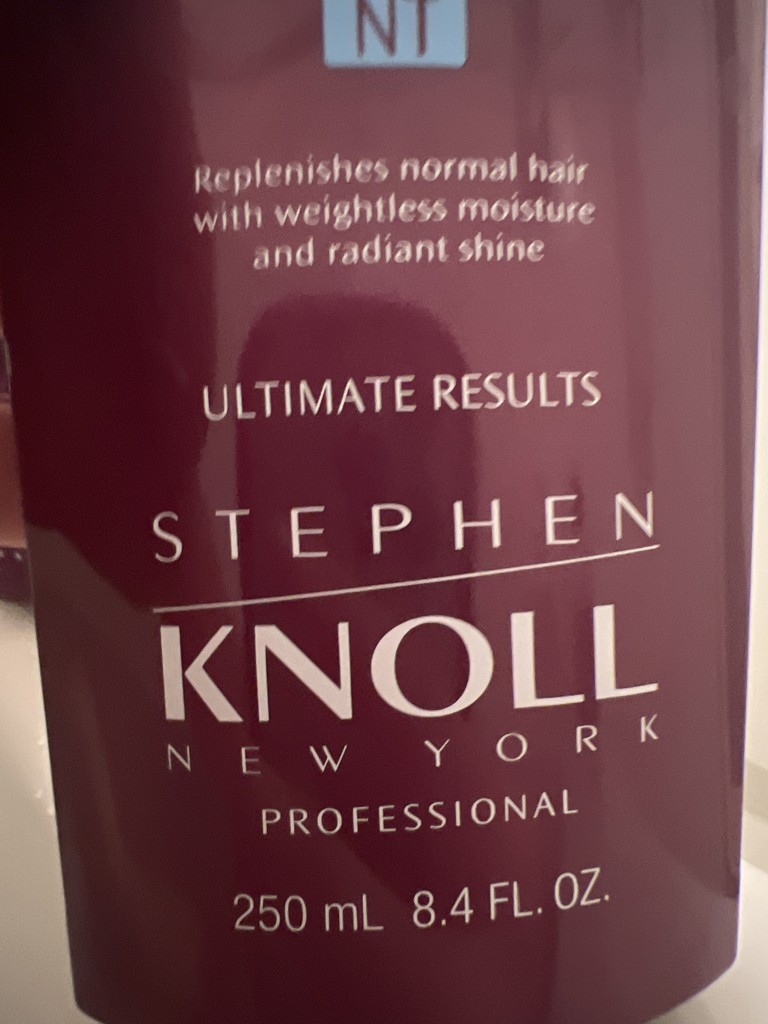 NT
Replenishes normal hair
with weightless moisture
and radiant shine
ULTIMATE RESULTS
STEPHEN
KNOLL
NEW YORK
PROFESSIONAL
250 mL 8.4 FL. OZ.